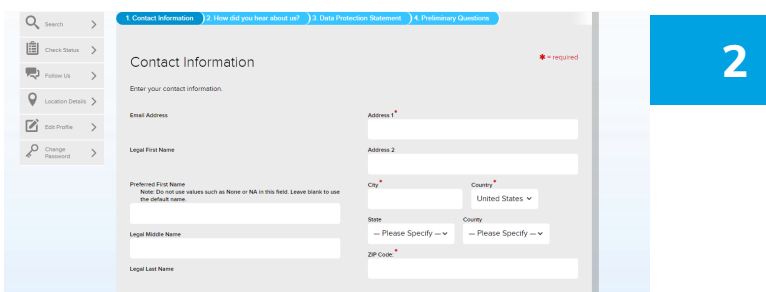 Search
Check Status
Follow Us
Location Details
Edit Profile
Change
Password
1. Contact Information
2. How did you hear about us?
3. Data Protection Statement
4. Preliminary Questions
Contact Information
* = required
Enter your contact information.
Email Address
Legal First Name
Preferred First Name
Note: Do not use values such as None or NA in this field. Leave blank to use
the default name.
Legal Middle Name
Legal Last Name
Address 1*
Address 2
City*
Country*
United States
State
County
— Please Specify —
— Please Specify —
ZIP Code:*
2